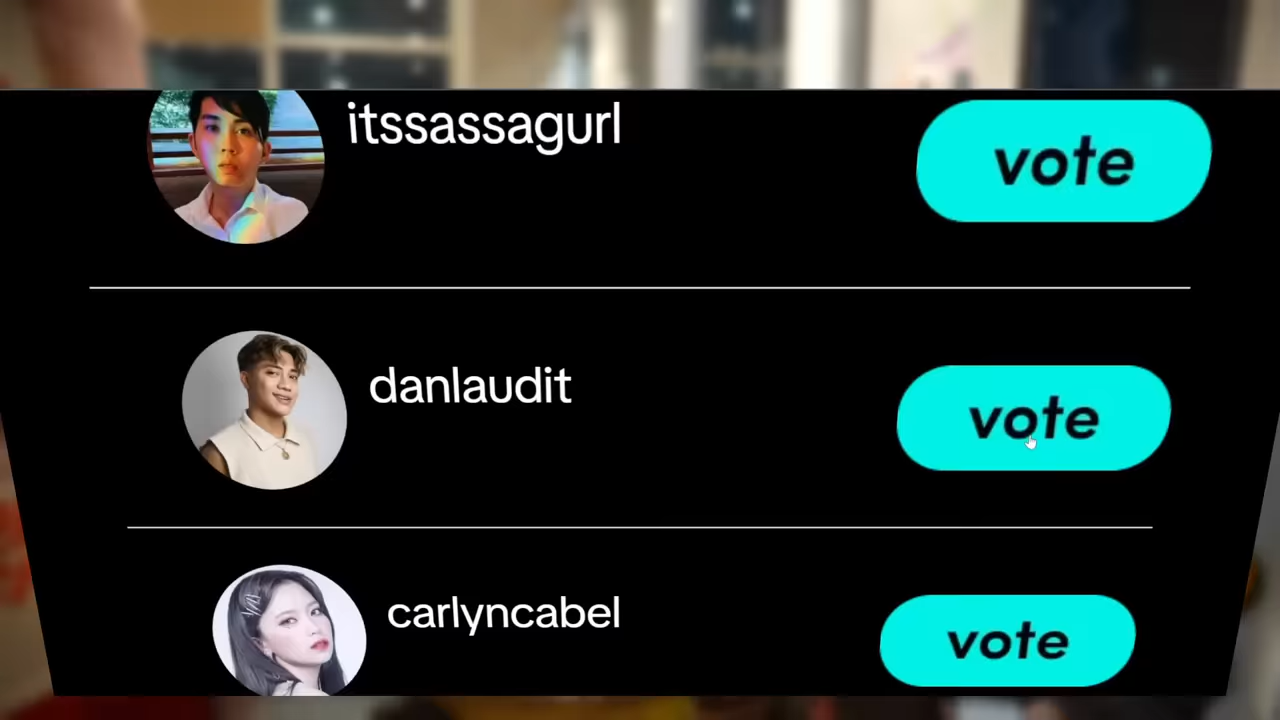 itssassagurl
vote
danlaudit
vote
carlyncabel
vote